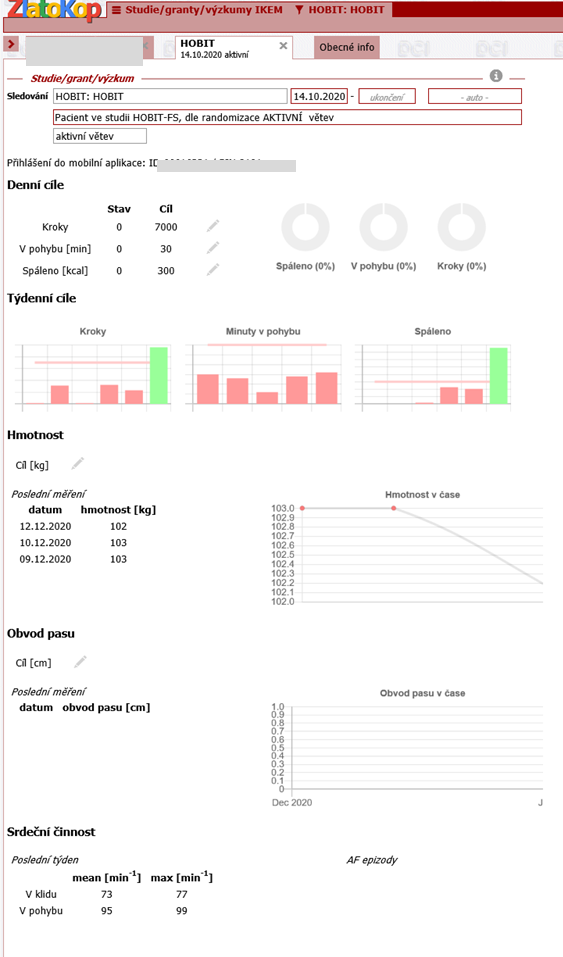 ZlatoKop
Studie/granty/výzkumy IKEM HOBIT: HOBIT
HOBIT
14.10.2020 aktivní
Obecné info
Studie/grant/výzkum
Sledování HOBIT: HOBIT 14.10.2020 - ukončení - auto -
Pacient ve studii HOBIT-FS, dle randomizace AKTIVNÍ větev
aktivní větev
Přihlášení do mobilní aplikace:
Denní cíle
Stav Cíl
Kroky 0 7000
V pohybu [min] 0 30
Spáleno [kcal] 0 300
Spáleno (0%) V pohybu (0%) Kroky (0%)
Týdenní cíle
Kroky Minuty v pohybu Spáleno
Hmotnost
Cíl [kg]
Poslední měření
datum hmotnost [kg]
12.12.2020 102
10.12.2020 103
09.12.2020 103
Hmotnost v čase
103.0
102.9
102.8
102.7
102.6
102.5
102.4
102.3
102.2
102.1
102.0
Obvod pasu
Cíl [cm]
Poslední měření
datum obvod pasu [cm]
Obvod pasu v čase
1.0
0.9
0.8
0.7
0.6
0.5
0.4
0.3
0.2
0.1
0
Dec 2020 J
Srdeční činnost
Poslední týden AF epizody
mean [min-1] max [min-1]
V klidu 73 77
V pohybu 95 99